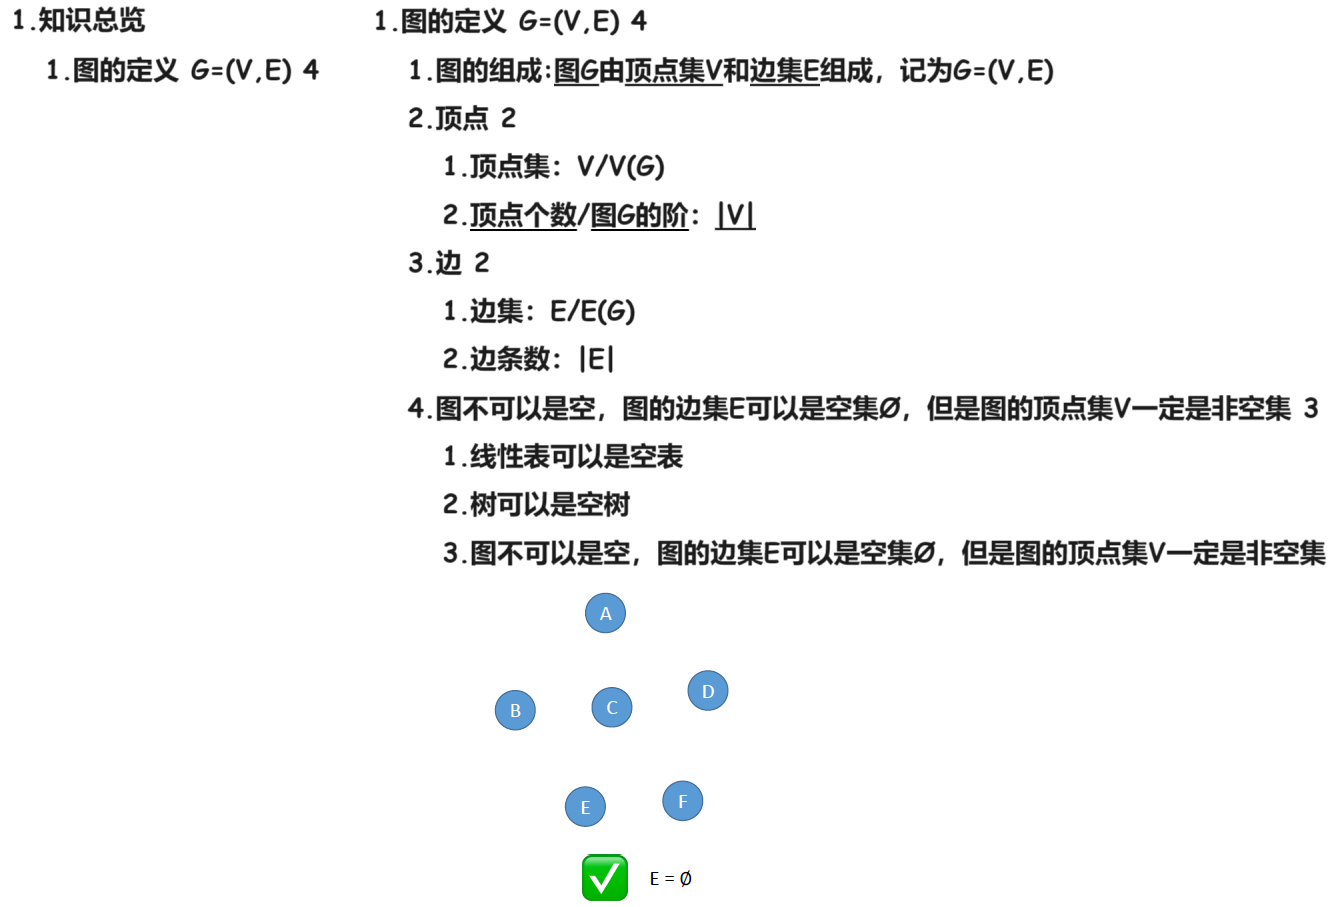 1.知识总览
1.图的定义 G=(V,E) 4
1.图的定义 G=(V,E) 4
1.图的组成:图G由顶点集V和边集E组成，记为G=(V,E)
2.顶点 2
1.顶点集：V/V(G)
2.顶点个数/图G的阶：|V|
3.边 2
1.边集：E/E(G)
2.边条数：|E|
4.图不可以是空，图的边集E可以是空集Ø，但是图的顶点集V一定是非空集 3
1.线性表可以是空表
2.树可以是空树
3.图不可以是空，图的边集E可以是空集Ø，但是图的顶点集V一定是非空集
A
B
C
D
E
F
E = Ø